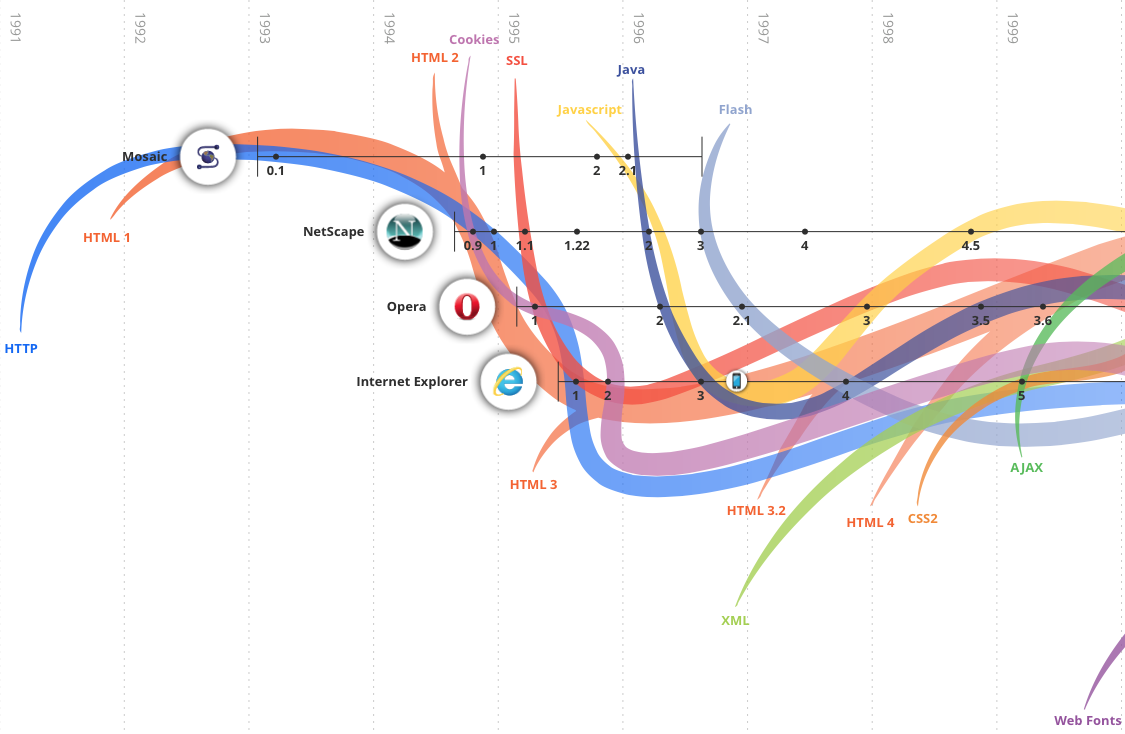 1991
1992
1993
1994
1995
1996
1997
1998
1999
Cookies
HTML 2
SSL
Java
Javascript
Flash
Mosaic
0.1
1
2
2.1
HTML 1
NetScape
N
0.9
1
1.1
1.22
2
3
4
4.5
Opera
1
2
2.1
3
3.5
3.6
HTTP
Internet Explorer
1
2
3
4
5
HTML 3
AJAX
HTML 3.2
HTML 4
CSS2
XML
Web Fonts